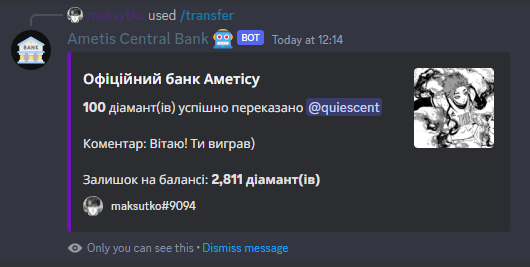 maksutko used /transfer
BANK
Ametis Central Bank BOT Today at 12:14
Офіційний банк Аметісу
100 діамант(ів) успішно переказано @quiescent
Коментар: Вітаю! Ти виграв)
Залишок на балансі: 2,811 діамант(ів)
maksutko#9094
Only you can see this • Dismiss message